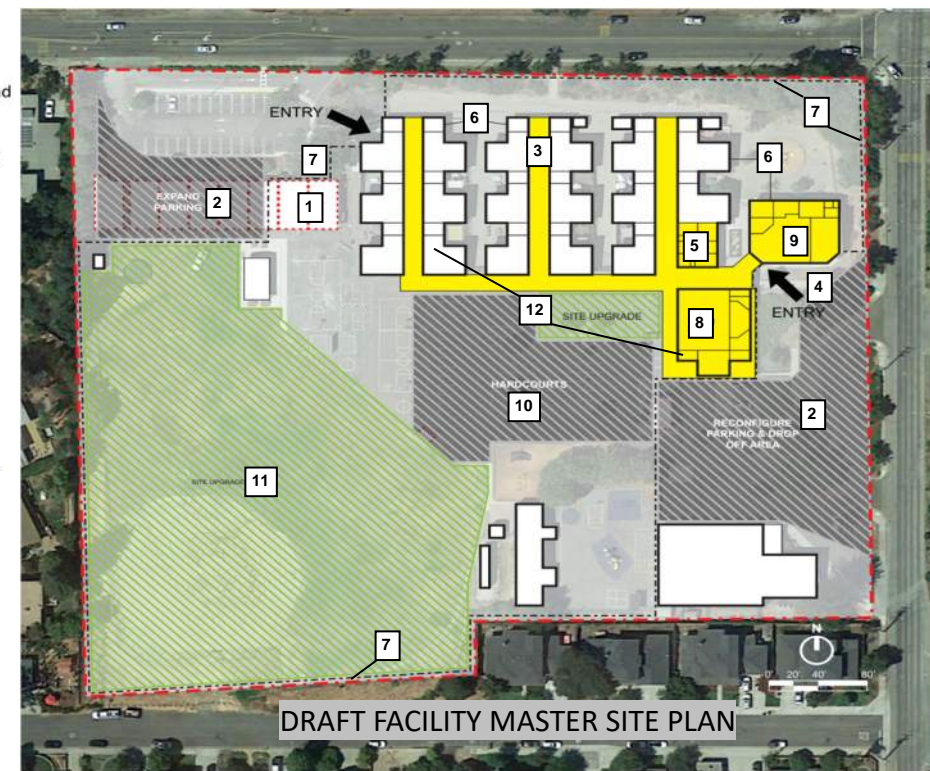 nd
ENTRY
7
6
3
7
6
EXPAND
PARKING
2
1
5
9
4
ENTRY
12
SITE UPGRADE
8
HARDCOURTS
10
2
RECONFIGURE
PARKING & DROP
OFF AREA
SITE UPGRADE
11
7
N
0' 20' 40' 80'
DRAFT FACILITY MASTER SITE PLAN